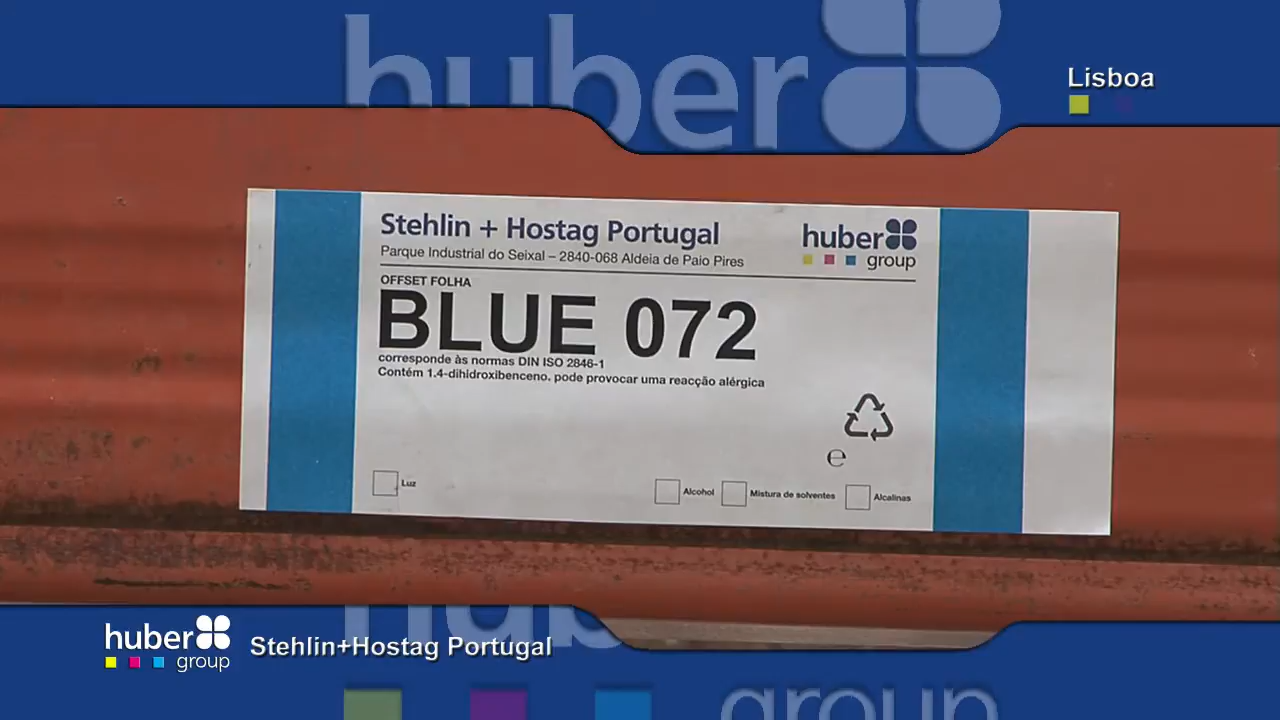 huber
Lisboa
Stehlin + Hostag Portugal
Parque Industrial do Seixal – 2840-068 Aldeia de Paio Pires
huber
group
OFFSET FOLHA
BLUE 072
corresponde às normas DIN ISO 2846-1
Contém 1.4-dihidroxibenceno. pode provocar uma reacção alérgica
e
Luz
Alcohol
Mistura de solventes
Alcalinas
huber
group
Stehlin+Hostag Portugal
hub
group